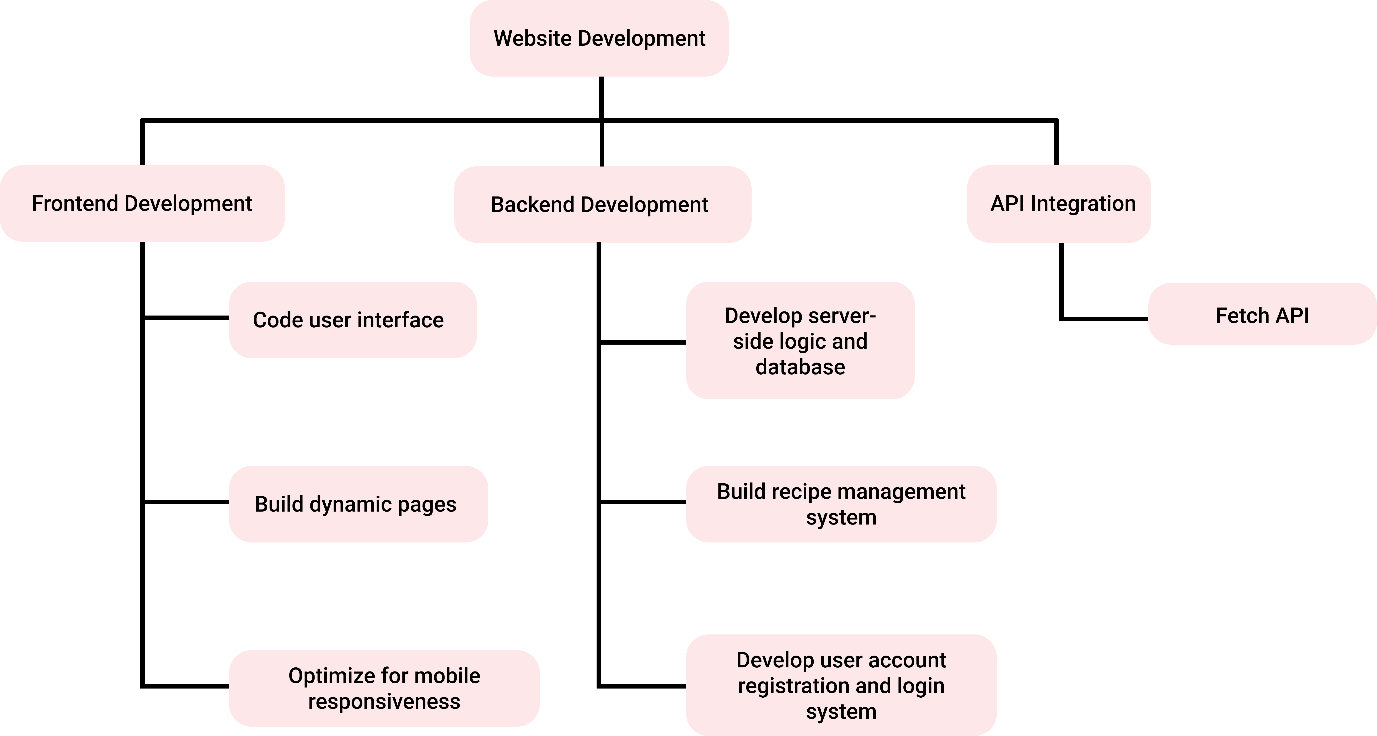 Website Development
Frontend Development
Backend Development
API Integration
Code user interface
Develop server-
side logic and
database
Fetch API
Build dynamic pages
Build recipe management
system
Optimize for mobile
responsiveness
Develop user account
registration and login
system